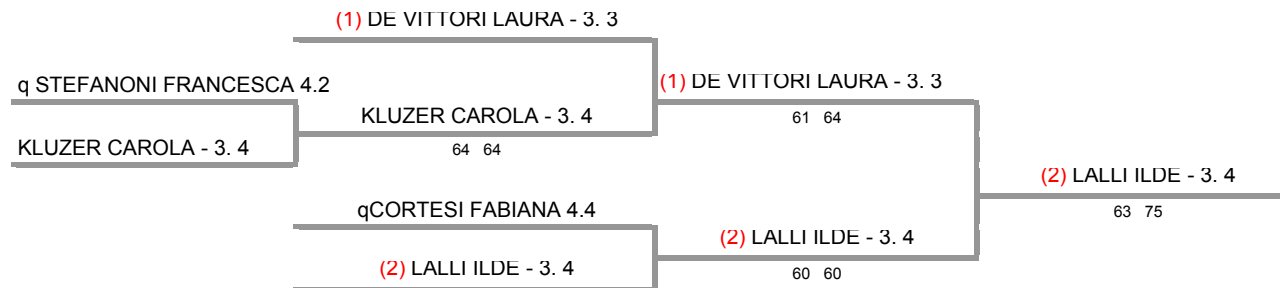 (1) DE VITTORI LAURA - 3. 3
q STEFANONI FRANCESCA 4.2
(1) DE VITTORI LAURA - 3. 3
KLUZER CAROLA - 3. 4
61 64
KLUZER CAROLA - 3. 4
64 64
(2) LALLI ILDE - 3. 4
63 75
qCORTESI FABIANA 4.4
(2) LALLI ILDE - 3. 4
(2) LALLI ILDE - 3. 4
60 60